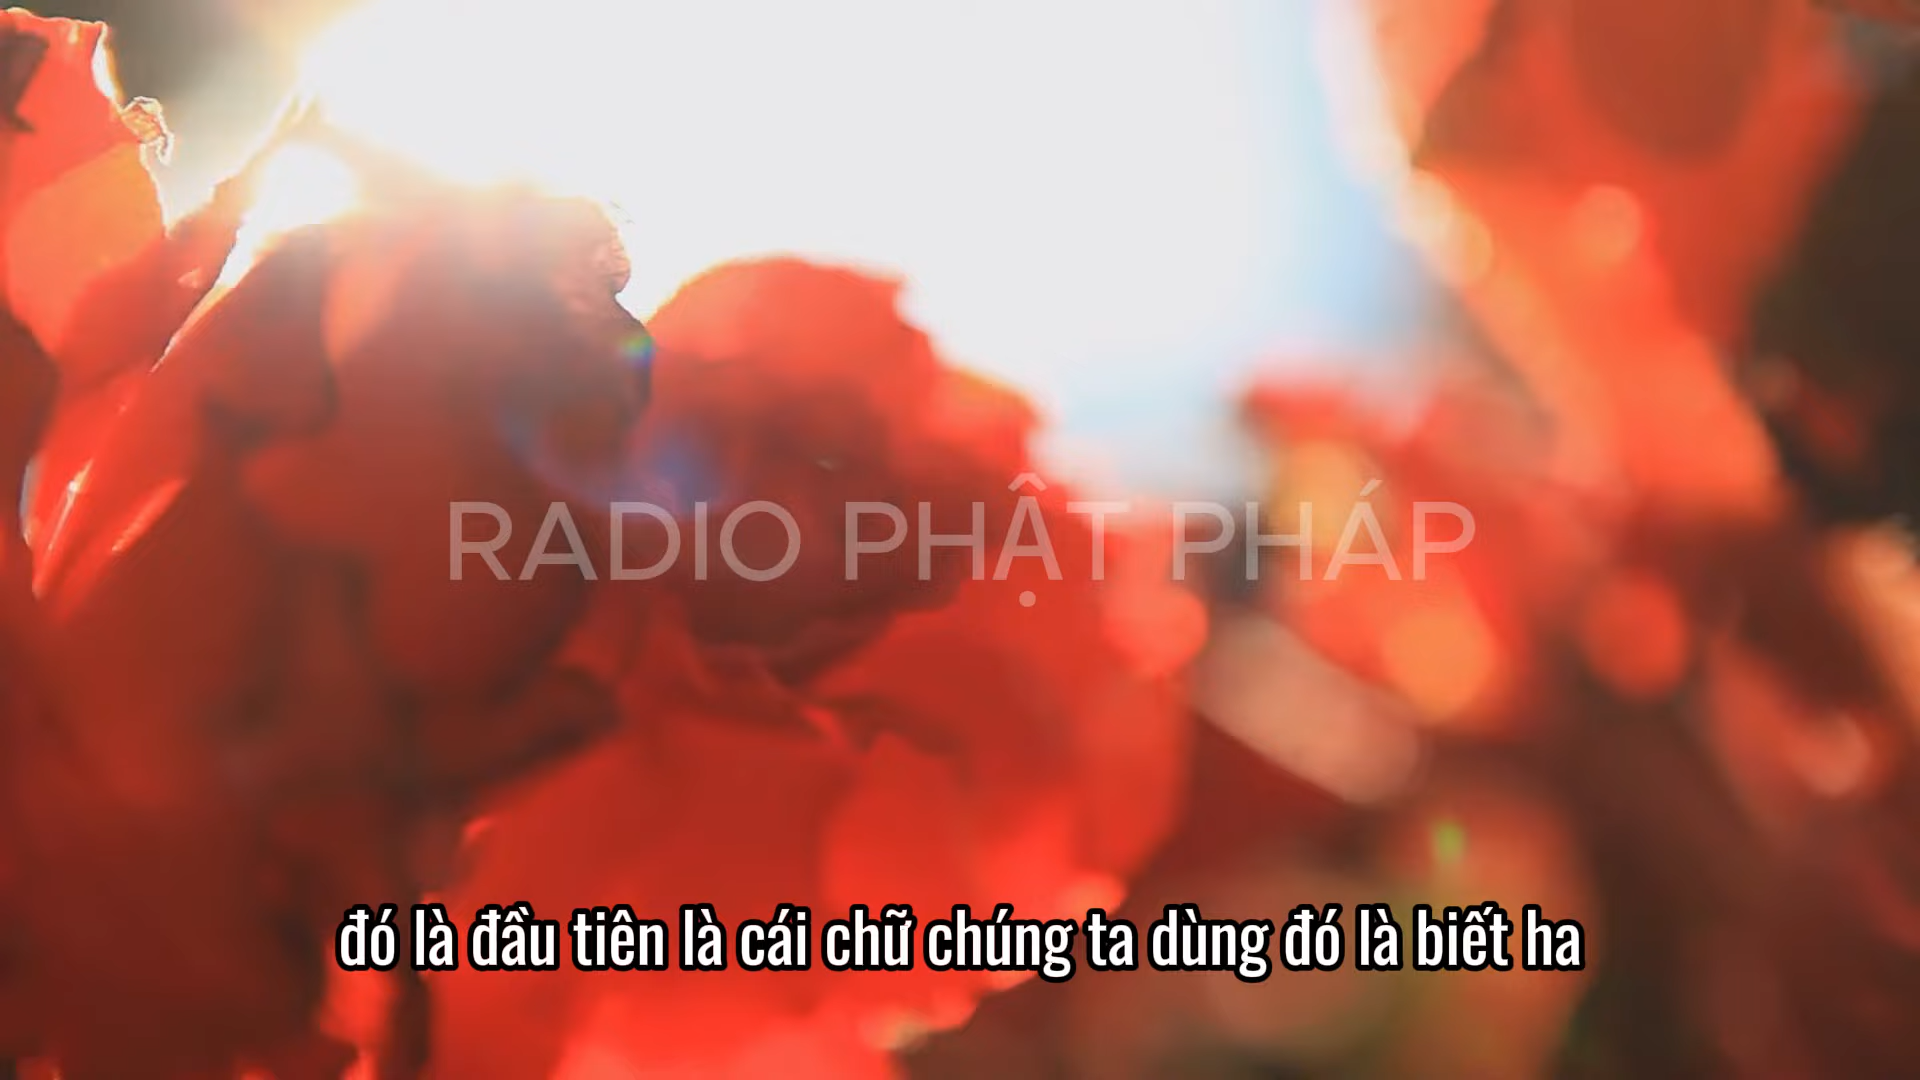 RADIO PHẬT PHÁP
đó là đầu tiên là cái chữ chúng ta dùng đó là biết ha